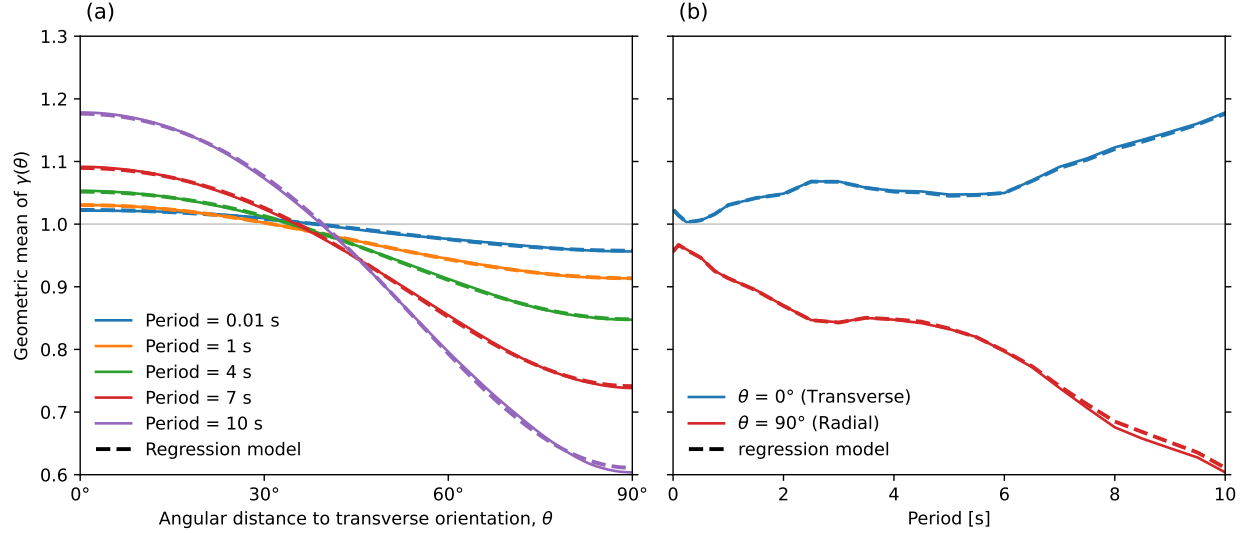 (a)
1.3
1.2
1.1
1.0
0.9
0.8
0.7
0.6
Geometric mean of γ(θ)
Period = 0.01 s
Period = 1 s
Period = 4 s
Period = 7 s
Period = 10 s
Regression model
0°
30°
60°
90°
Angular distance to transverse orientation, θ
(b)
θ = 0° (Transverse)
θ = 90° (Radial)
regression model
0
2
4
6
8
10
Period [s]